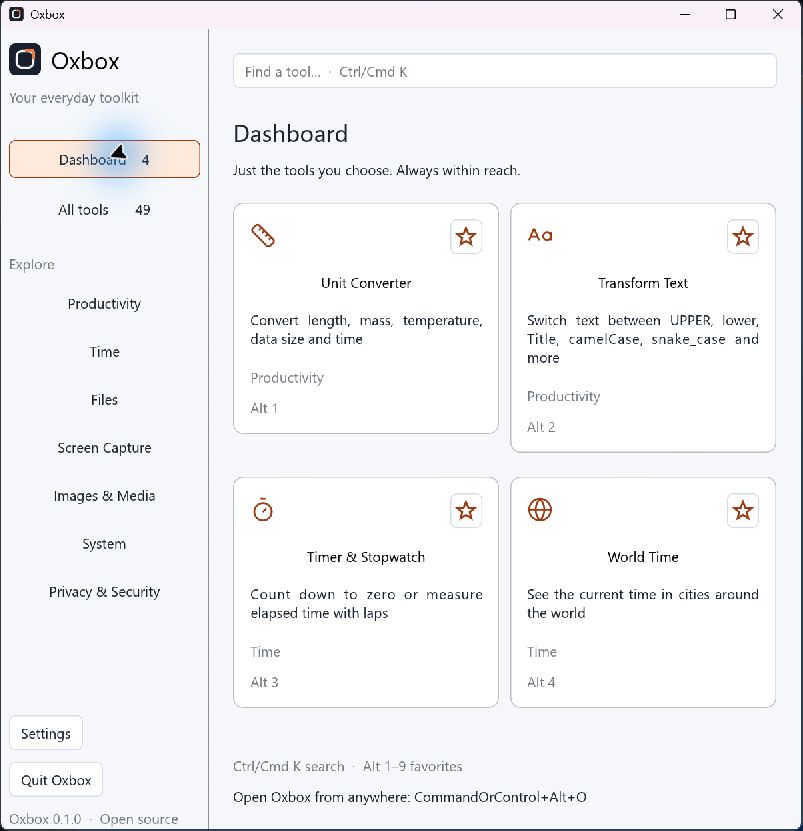 Oxbox
Oxbox
Your everyday toolkit
Dashboard 4
All tools 49
Explore
Productivity
Time
Files
Screen Capture
Images & Media
System
Privacy & Security
Settings
Quit Oxbox
Oxbox 0.1.0 · Open source
Find a tool... · Ctrl/Cmd K
Dashboard
Just the tools you choose. Always within reach.
Unit Converter
Convert length, mass, temperature,
data size and time
Productivity
Alt 1
Aa
Transform Text
Switch text between UPPER, lower,
Title, camelCase, snake_case and
more
Productivity
Alt 2
Timer & Stopwatch
Count down to zero or measure
elapsed time with laps
Time
Alt 3
World Time
See the current time in cities around
the world
Time
Alt 4
Ctrl/Cmd K search · Alt 1–9 favorites
Open Oxbox from anywhere: CommandOrControl+Alt+O